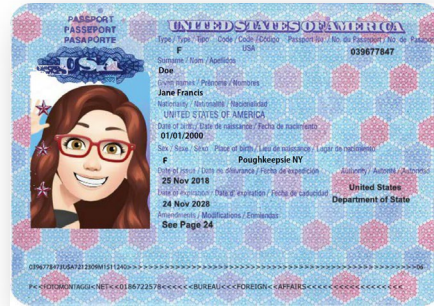 PASSPORT
PASSEPORT
PASAPORTE
USA
UNITED STATES OF AMERICA
Type / Type / Tipo Code / Code / Código Passport No / No. du Passeport / No. de Pasaporte
F USA 039677847
Surname / Nom / Apellidos
Doe
Given names / Prénoms / Nombres
Jane Francis
Nationality / Nationalité / Nacionalidad
UNITED STATES OF AMERICA
Date of birth / Date de naissance / Fecha de nacimiento
01/01/2000
Sex / Sexe / Sexo Place of birth / Lieu de naissance / Lugar de nacimiento
F Poughkeepsie NY
Date of issue / Date de délivrance / Fecha de expedición Authority / Autorité / Autoridad
25 Nov 2018 United States
Date of expiration / Date d' expiration / Fecha de caducidad Department of State
24 Nov 2028
Amendments / Modifications / Enmiendas
See Page 24